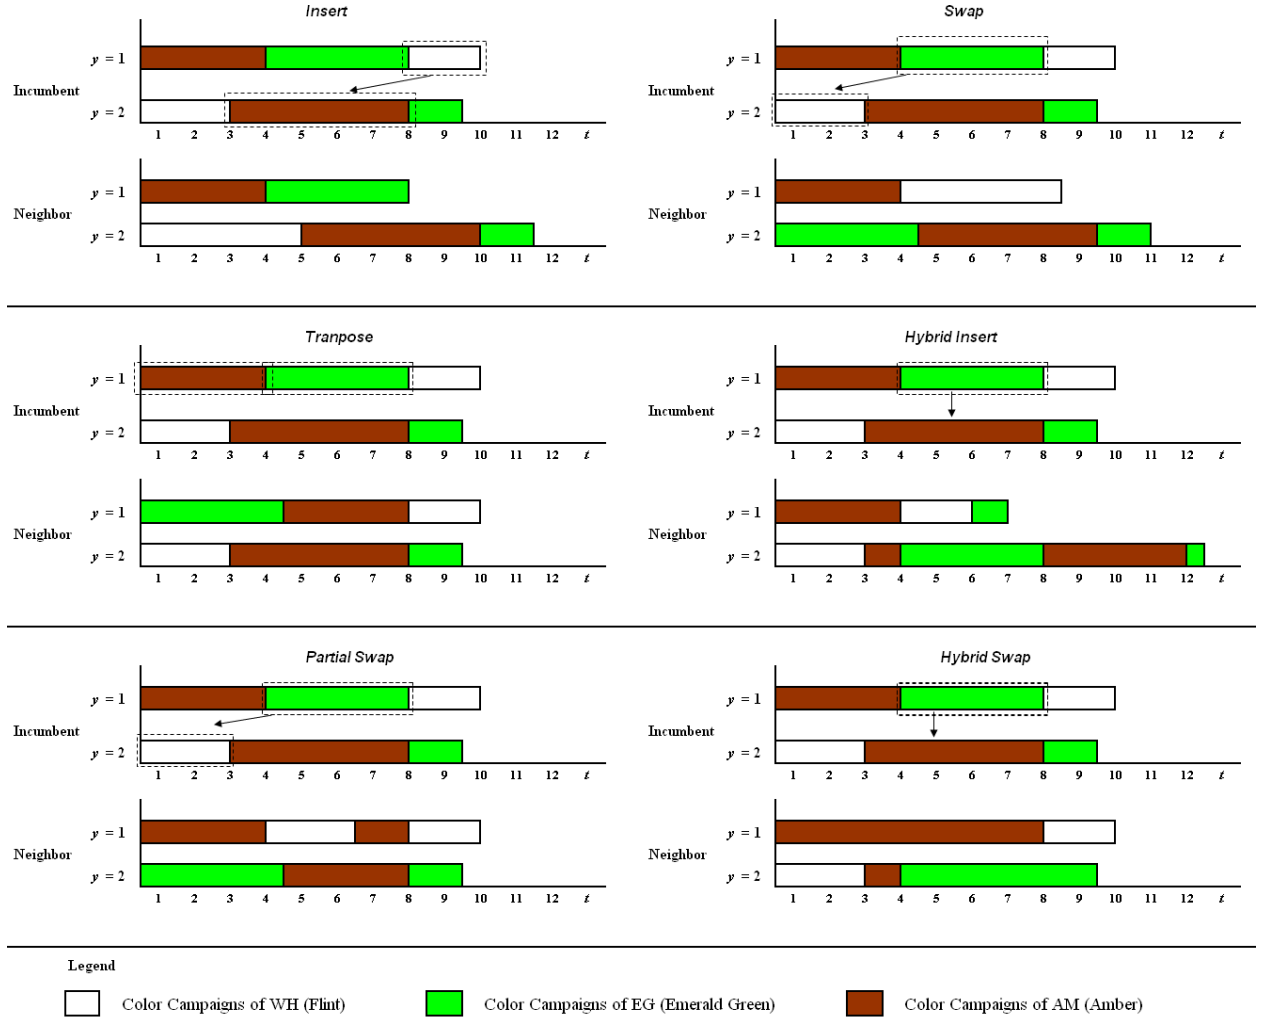 Insert
y = 1
Incumbent
y = 2
1 2 3 4 5 6 7 8 9 10 11 12 t
y = 1
Neighbor
y = 2
1 2 3 4 5 6 7 8 9 10 11 12 t
Swap
y = 1
Incumbent
y = 2
1 2 3 4 5 6 7 8 9 10 11 12 t
y = 1
Neighbor
y = 2
1 2 3 4 5 6 7 8 9 10 11 12 t
Tranpose
y = 1
Incumbent
y = 2
1 2 3 4 5 6 7 8 9 10 11 12 t
y = 1
Neighbor
y = 2
1 2 3 4 5 6 7 8 9 10 11 12 t
Hybrid Insert
y = 1
Incumbent
y = 2
1 2 3 4 5 6 7 8 9 10 11 12 t
y = 1
Neighbor
y = 2
1 2 3 4 5 6 7 8 9 10 11 12 t
Partial Swap
y = 1
Incumbent
y = 2
1 2 3 4 5 6 7 8 9 10 11 12 t
y = 1
Neighbor
y = 2
1 2 3 4 5 6 7 8 9 10 11 12 t
Hybrid Swap
y = 1
Incumbent
y = 2
1 2 3 4 5 6 7 8 9 10 11 12 t
y = 1
Neighbor
y = 2
1 2 3 4 5 6 7 8 9 10 11 12 t
Legend
Color Campaigns of WH (Flint)
Color Campaigns of EG (Emerald Green)
Color Campaigns of AM (Amber)